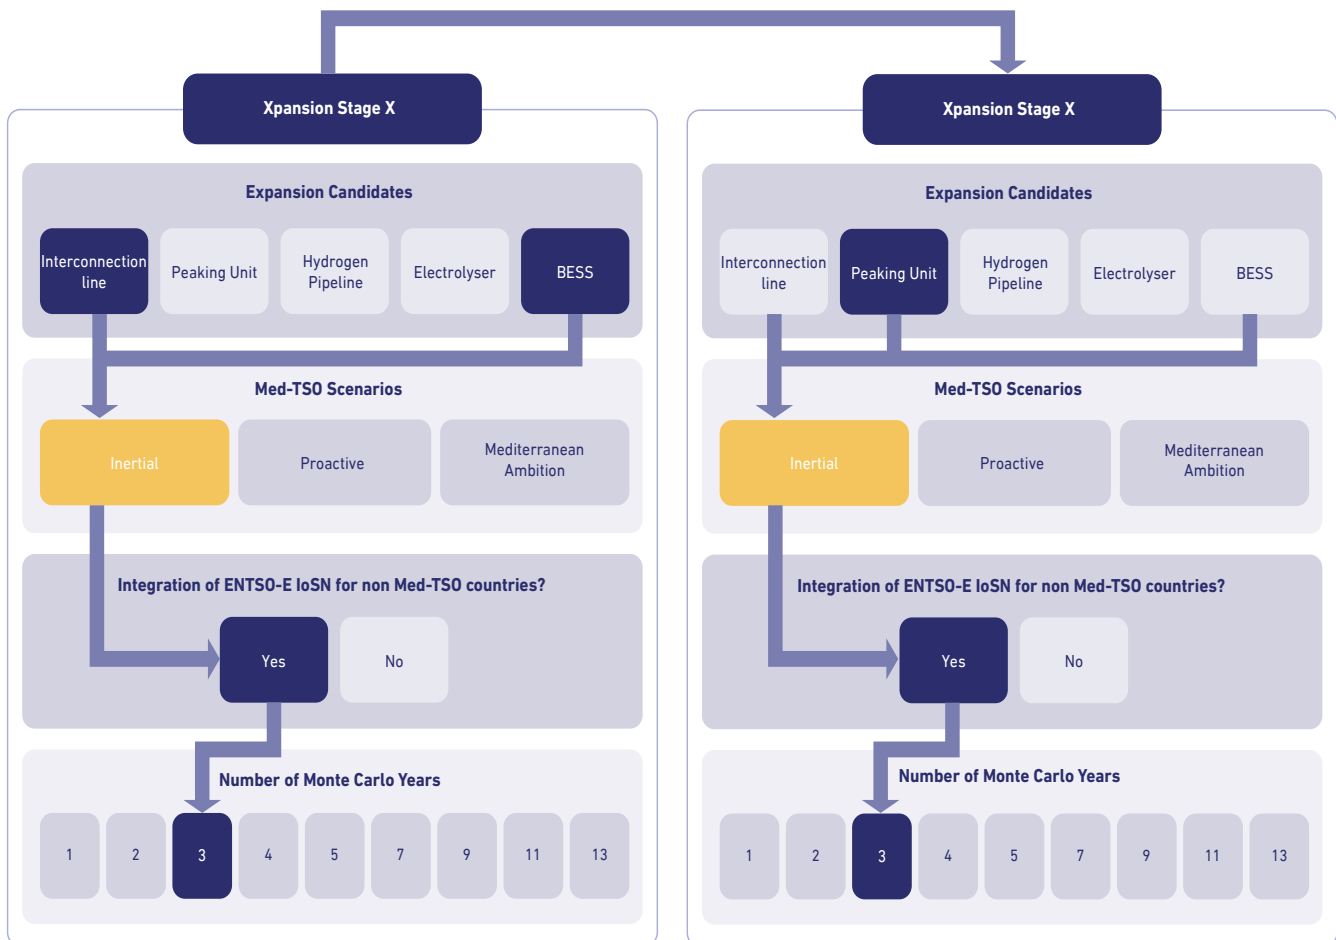 Xpansion Stage X
Expansion Candidates
Interconnection
line
Peaking Unit
Hydrogen
Pipeline
Electrolyser
BESS
Med-TSO Scenarios
Inertial
Proactive
Mediterranean
Ambition
Integration of ENTSO-E IoSN for non Med-TSO countries?
Yes
No
Number of Monte Carlo Years
1
2
3
4
5
7
9
11
13
Xpansion Stage X
Expansion Candidates
Interconnection
line
Peaking Unit
Hydrogen
Pipeline
Electrolyser
BESS
Med-TSO Scenarios
Inertial
Proactive
Mediterranean
Ambition
Integration of ENTSO-E IoSN for non Med-TSO countries?
Yes
No
Number of Monte Carlo Years
1
2
3
4
5
7
9
11
13